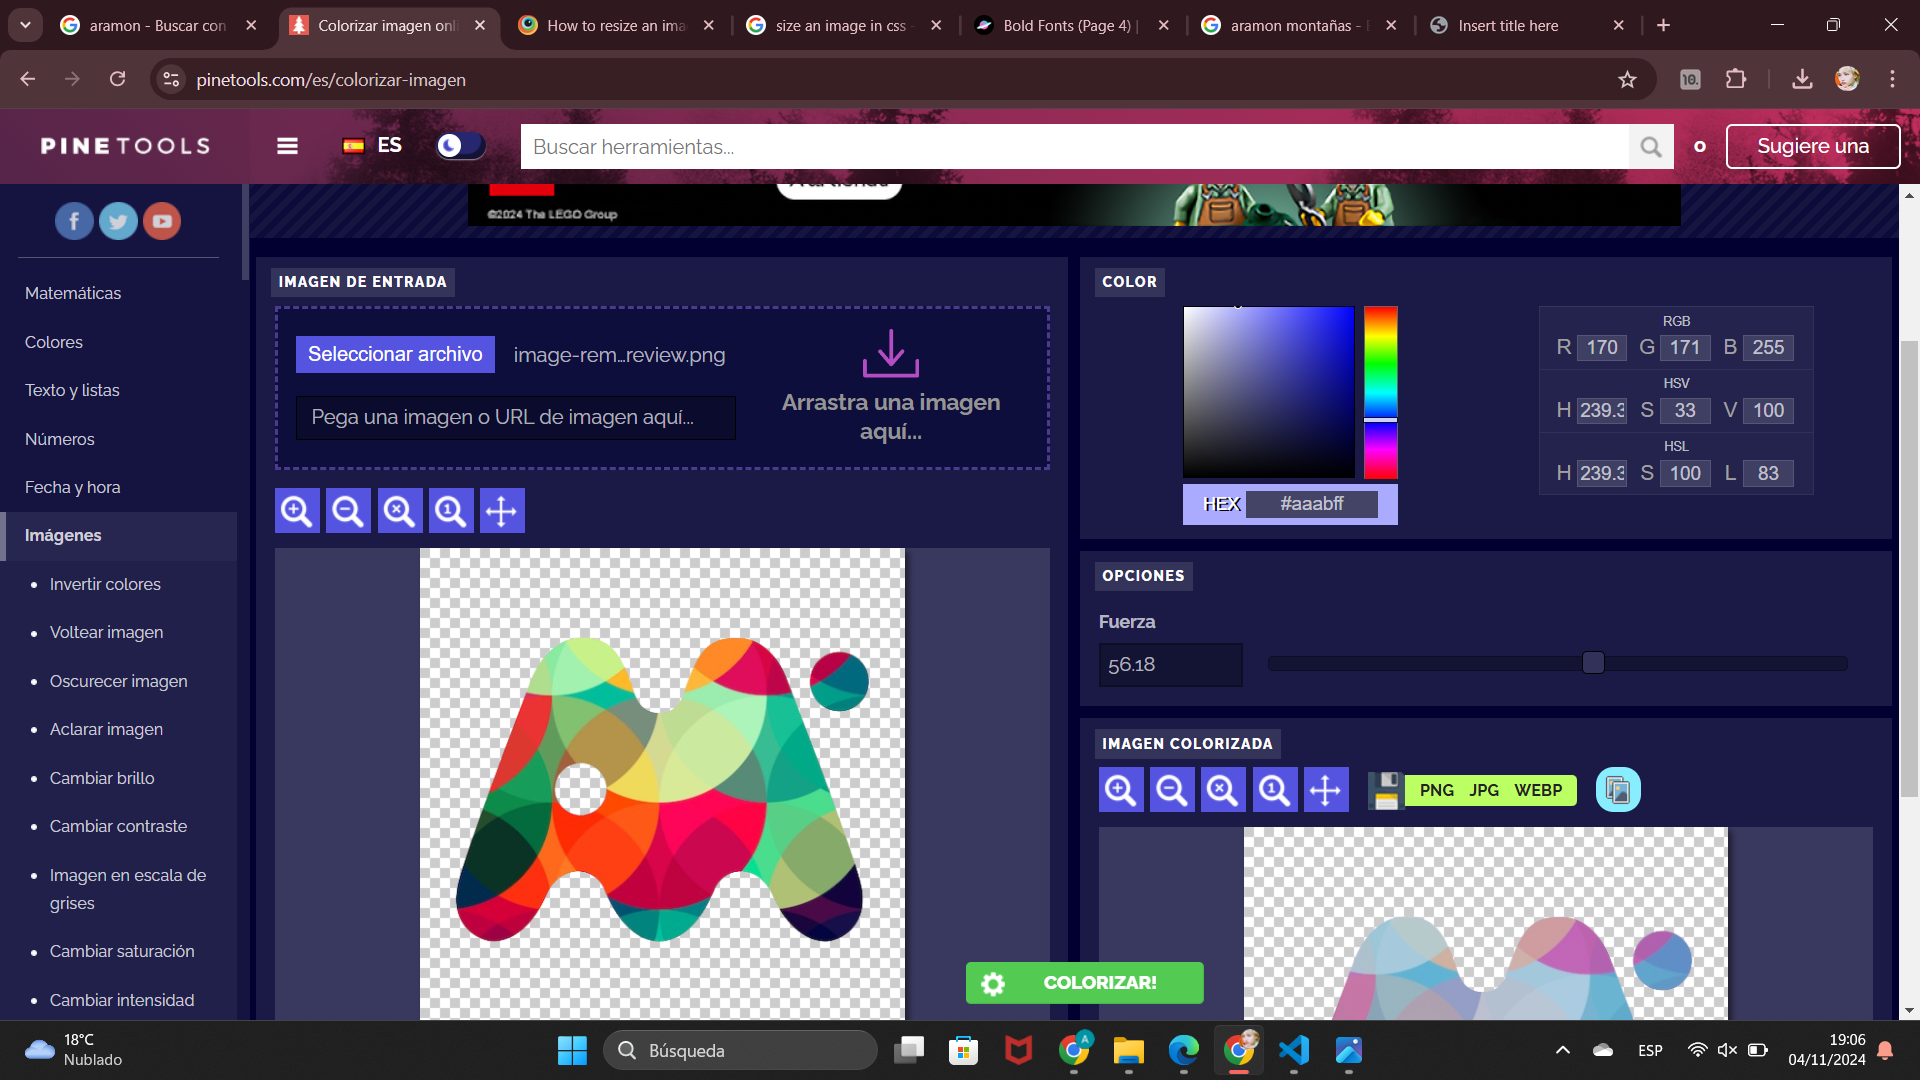 aramon - Buscar con
Colorizar imagen onli
How to resize an ima
size an image in css -
Bold Fonts (Page 4) |
aramon montañas -
Insert title here
pinetools.com/es/colorizar-imagen
10.
PINETOOLS
ES
Buscar herramientas...
o
Sugiere una
©2024 The LEGO Group
f
Matemáticas
Colores
Texto y listas
Números
Fecha y hora
Imágenes
Invertir colores
Voltear imagen
Oscurecer imagen
Aclarar imagen
Cambiar brillo
Cambiar contraste
Imagen en escala de
grises
Cambiar saturación
Cambiar intensidad
IMAGEN DE ENTRADA
Seleccionar archivo
image-rem...review.png
Pega una imagen o URL de imagen aquí...
Arrastra una imagen
aquí...
1
COLORIZAR!
COLOR
HEX
#aaabff
RGB
R 170 G 171 B 255
HSV
H 239.3 S 33 V 100
HSL
H 239.3 S 100 L 83
OPCIONES
Fuerza
56.18
IMAGEN COLORIZADA
1
PNG JPG WEBP
18°C
Nublado
Búsqueda
A
ESP
19:06
04/11/2024